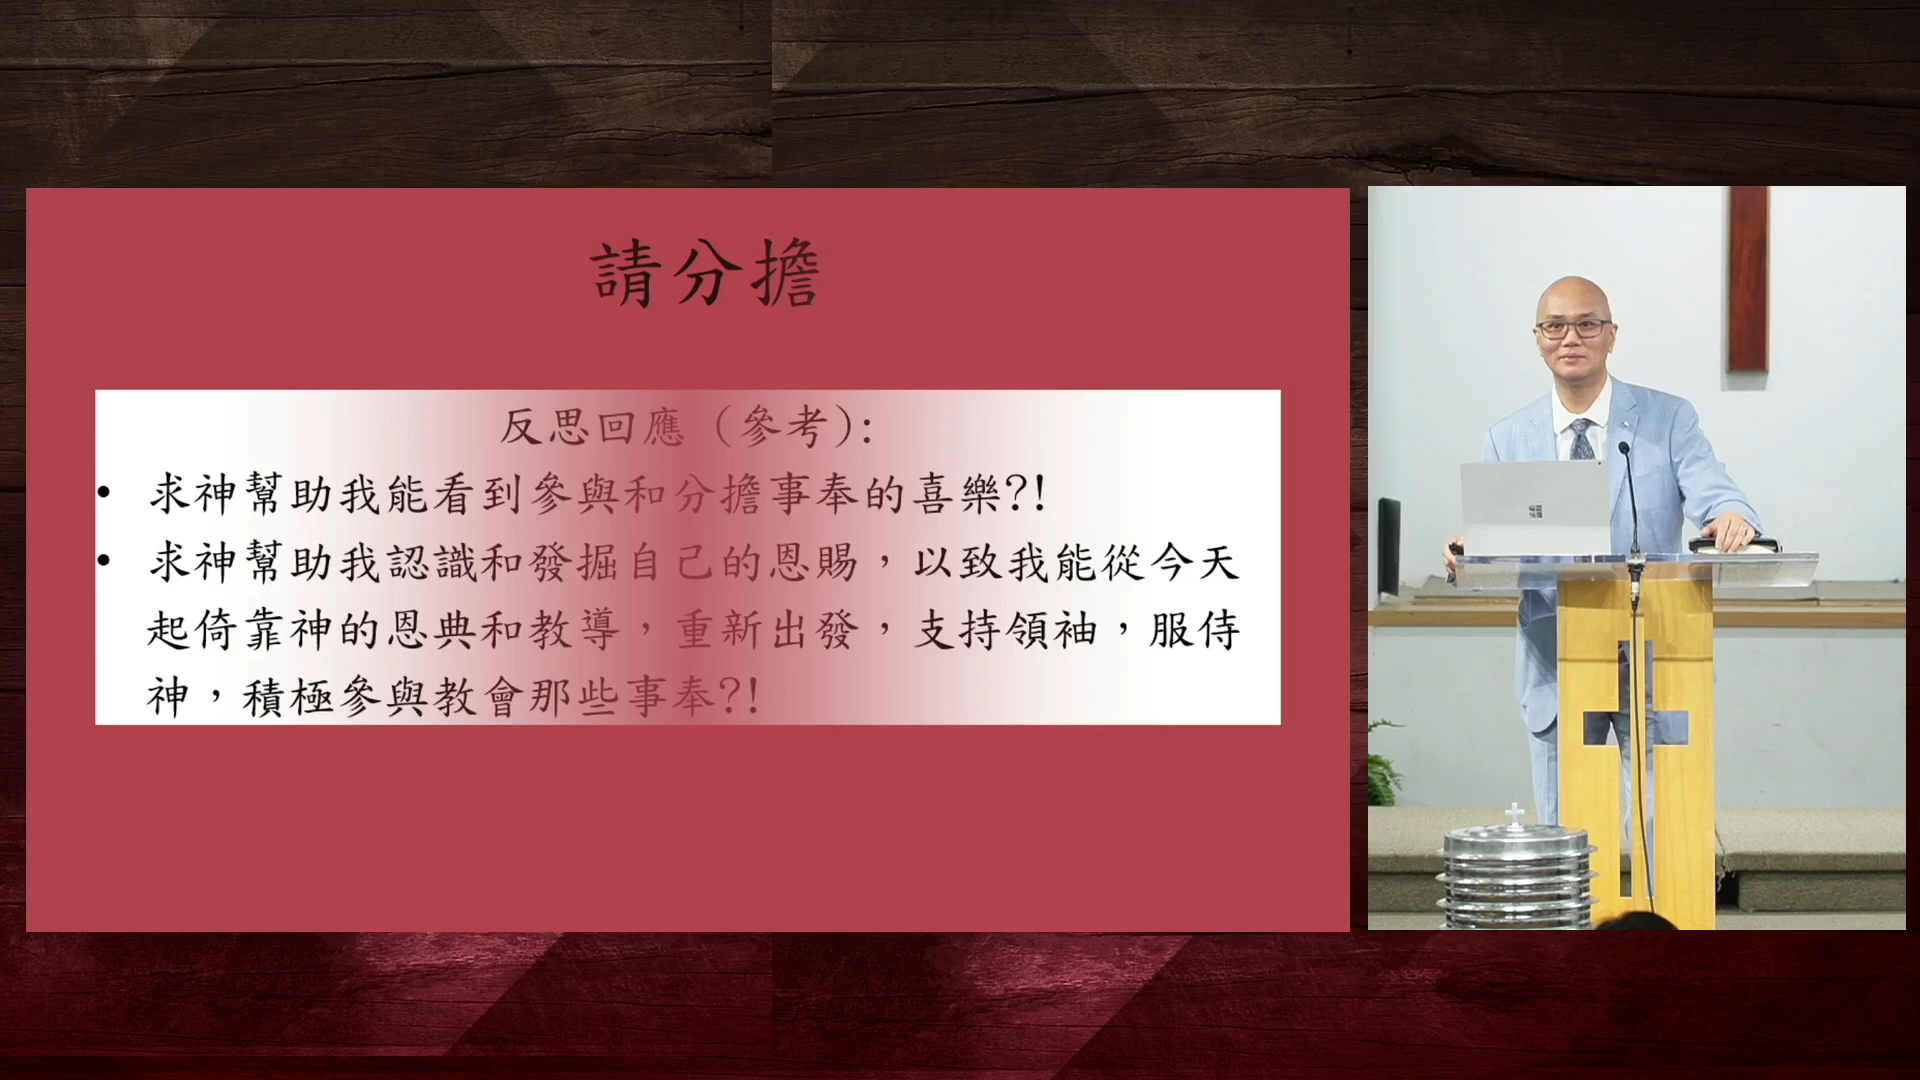 請分擔
反思回應（參考）：
• 求神幫助我能看到參與和分擔事奉的喜樂?!
• 求神幫助我認識和發掘自己的恩賜，以致我能從今天
起倚靠神的恩典和教導，重新出發，支持領袖，服侍
神，積極參與教會那些事奉?!